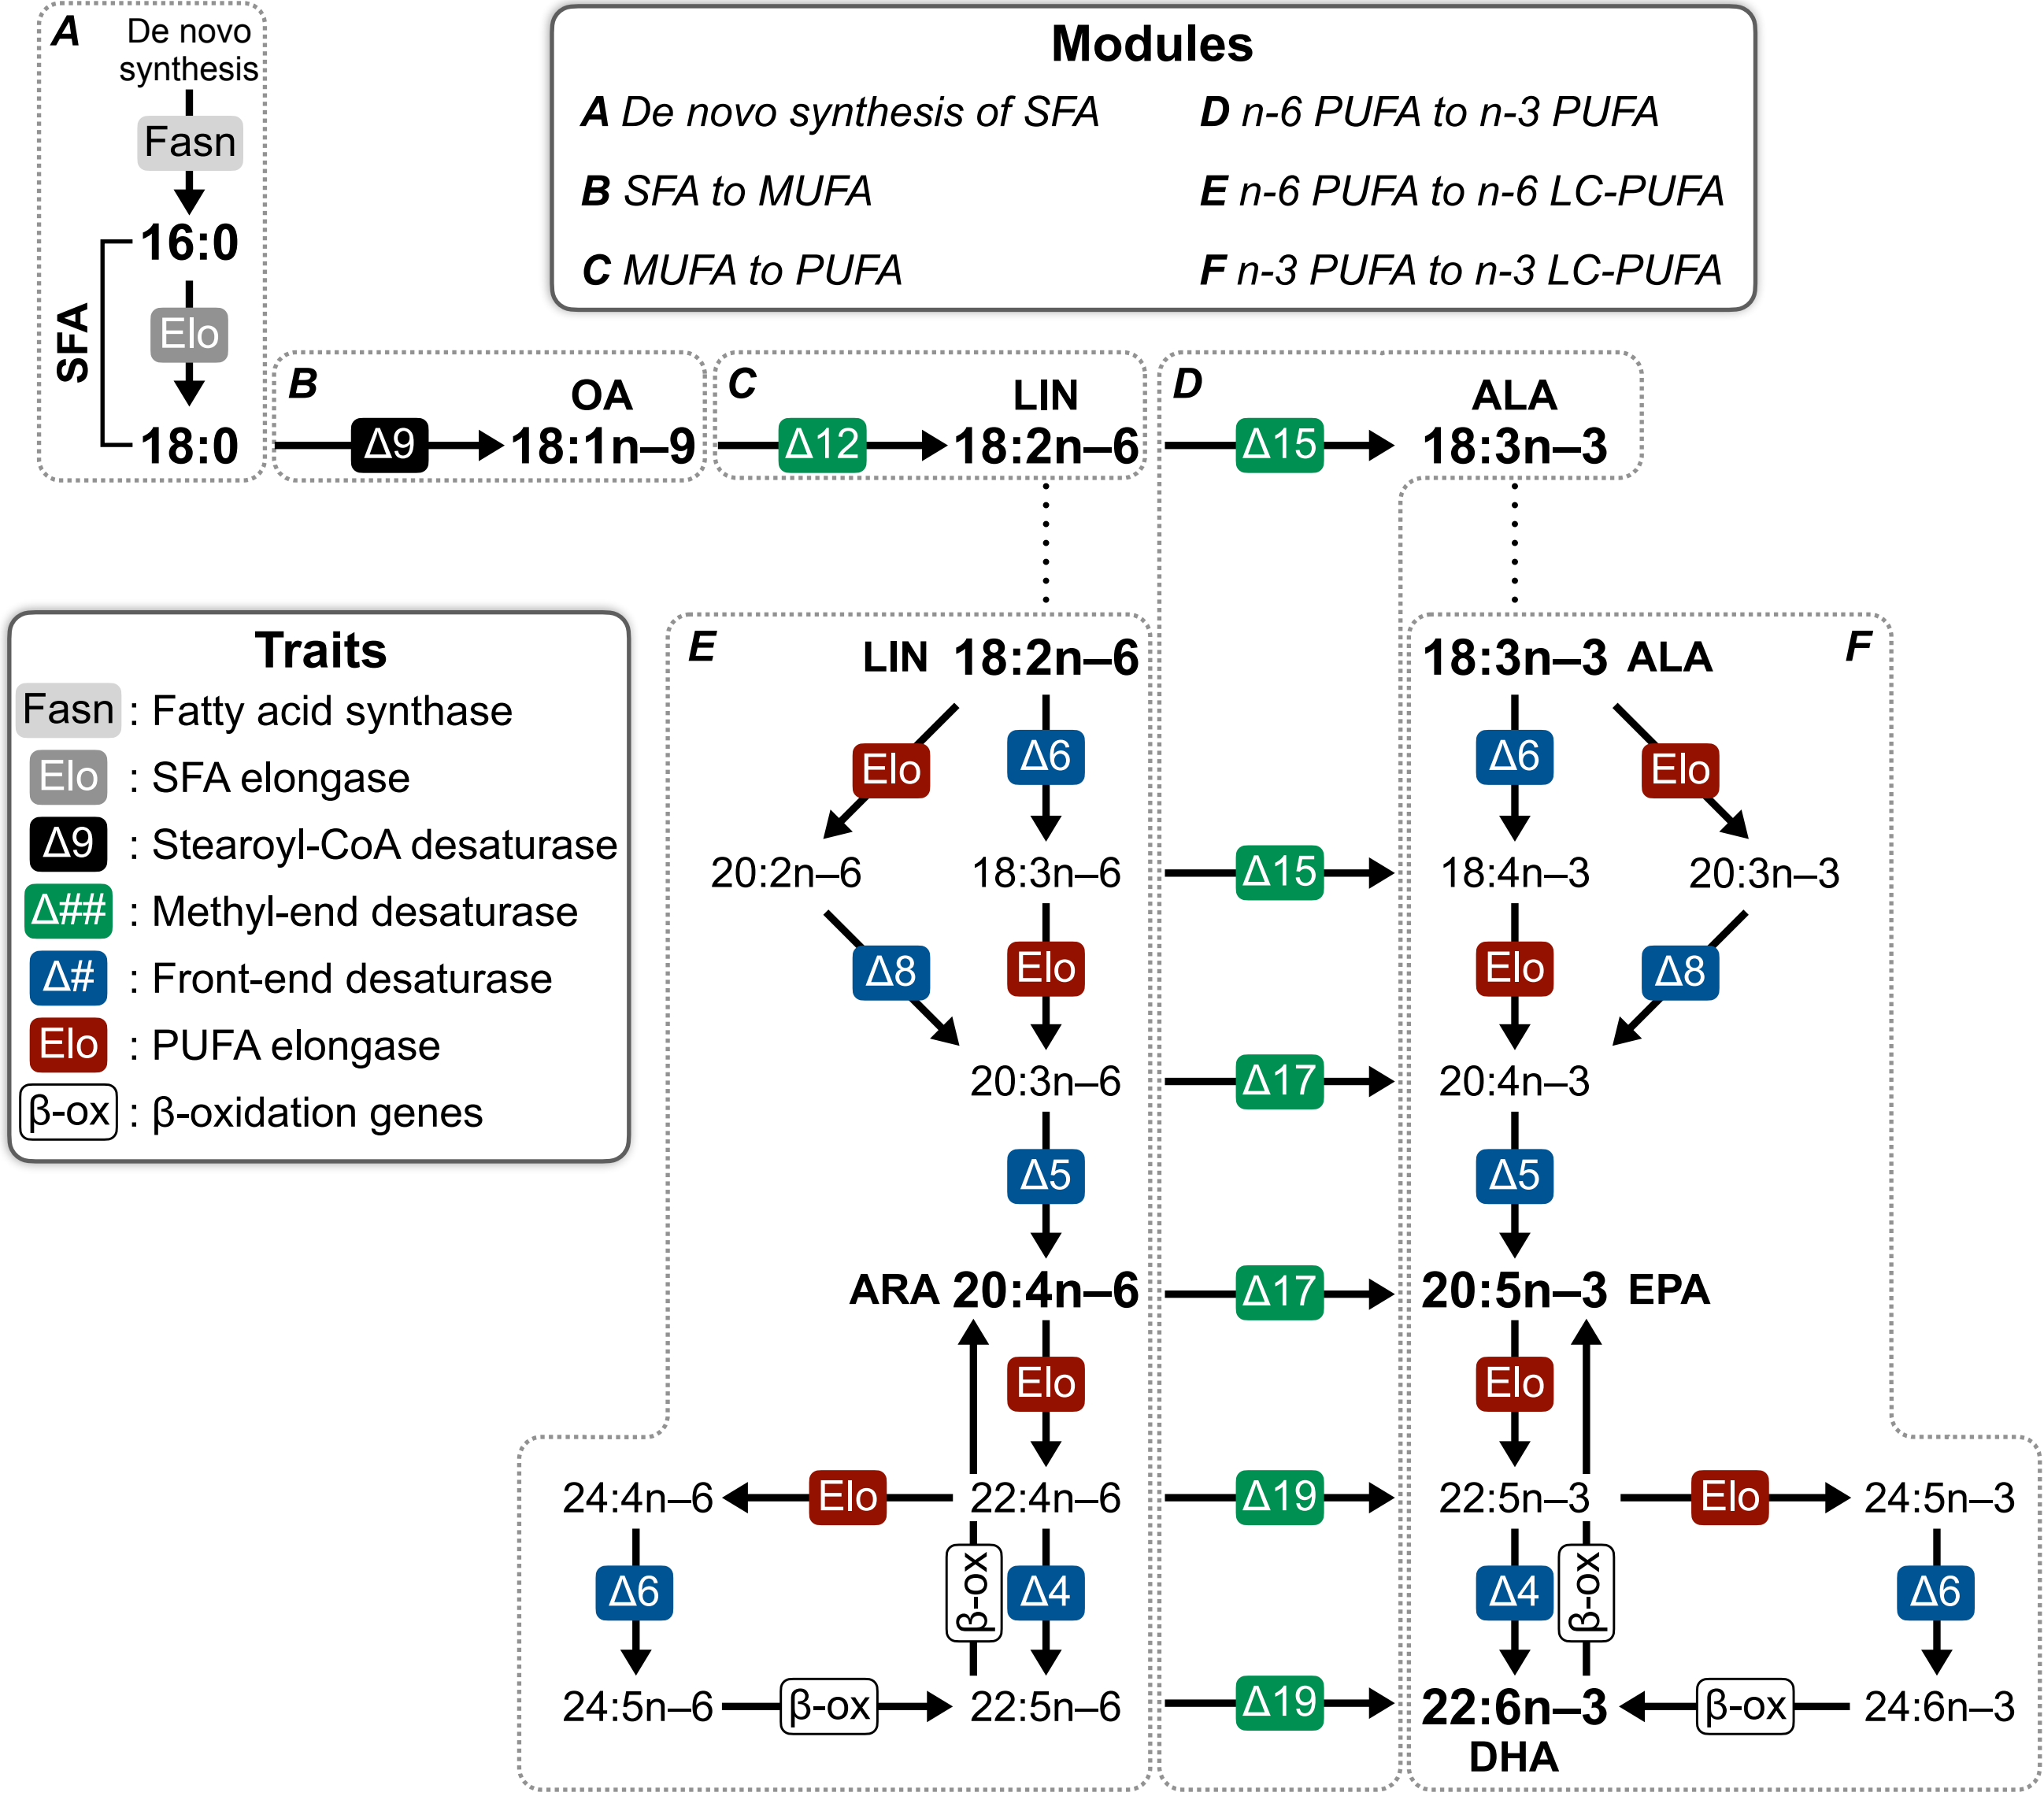 A
De novo
synthesis
Fasn
16:0
Elo
SFA
18:0
Modules
A De novo synthesis of SFA
B SFA to MUFA
C MUFA to PUFA
D n-6 PUFA to n-3 PUFA
E n-6 PUFA to n-6 LC-PUFA
F n-3 PUFA to n-3 LC-PUFA
B
OA
Δ9
18:1n–9
C
LIN
Δ12
18:2n–6
D
ALA
Δ15
18:3n–3
Traits
Fasn : Fatty acid synthase
Elo : SFA elongase
Δ9 : Stearoyl-CoA desaturase
Δ## : Methyl-end desaturase
Δ# : Front-end desaturase
Elo : PUFA elongase
β-ox : β-oxidation genes
E
LIN 18:2n–6
Elo
Δ6
20:2n–6
18:3n–6
Δ8
Elo
20:3n–6
Δ5
ARA 20:4n–6
Elo
24:4n–6
Elo
22:4n–6
Δ6
β-ox
Δ4
24:5n–6
β-ox
22:5n–6
Δ15
Δ17
Δ17
Δ19
Δ19
18:3n–3 ALA
F
Δ6
Elo
18:4n–3
20:3n–3
Elo
Δ8
20:4n–3
Δ5
20:5n–3 EPA
Elo
22:5n–3
Elo
24:5n–3
Δ4
β-ox
Δ6
22:6n–3
β-ox
24:6n–3
DHA